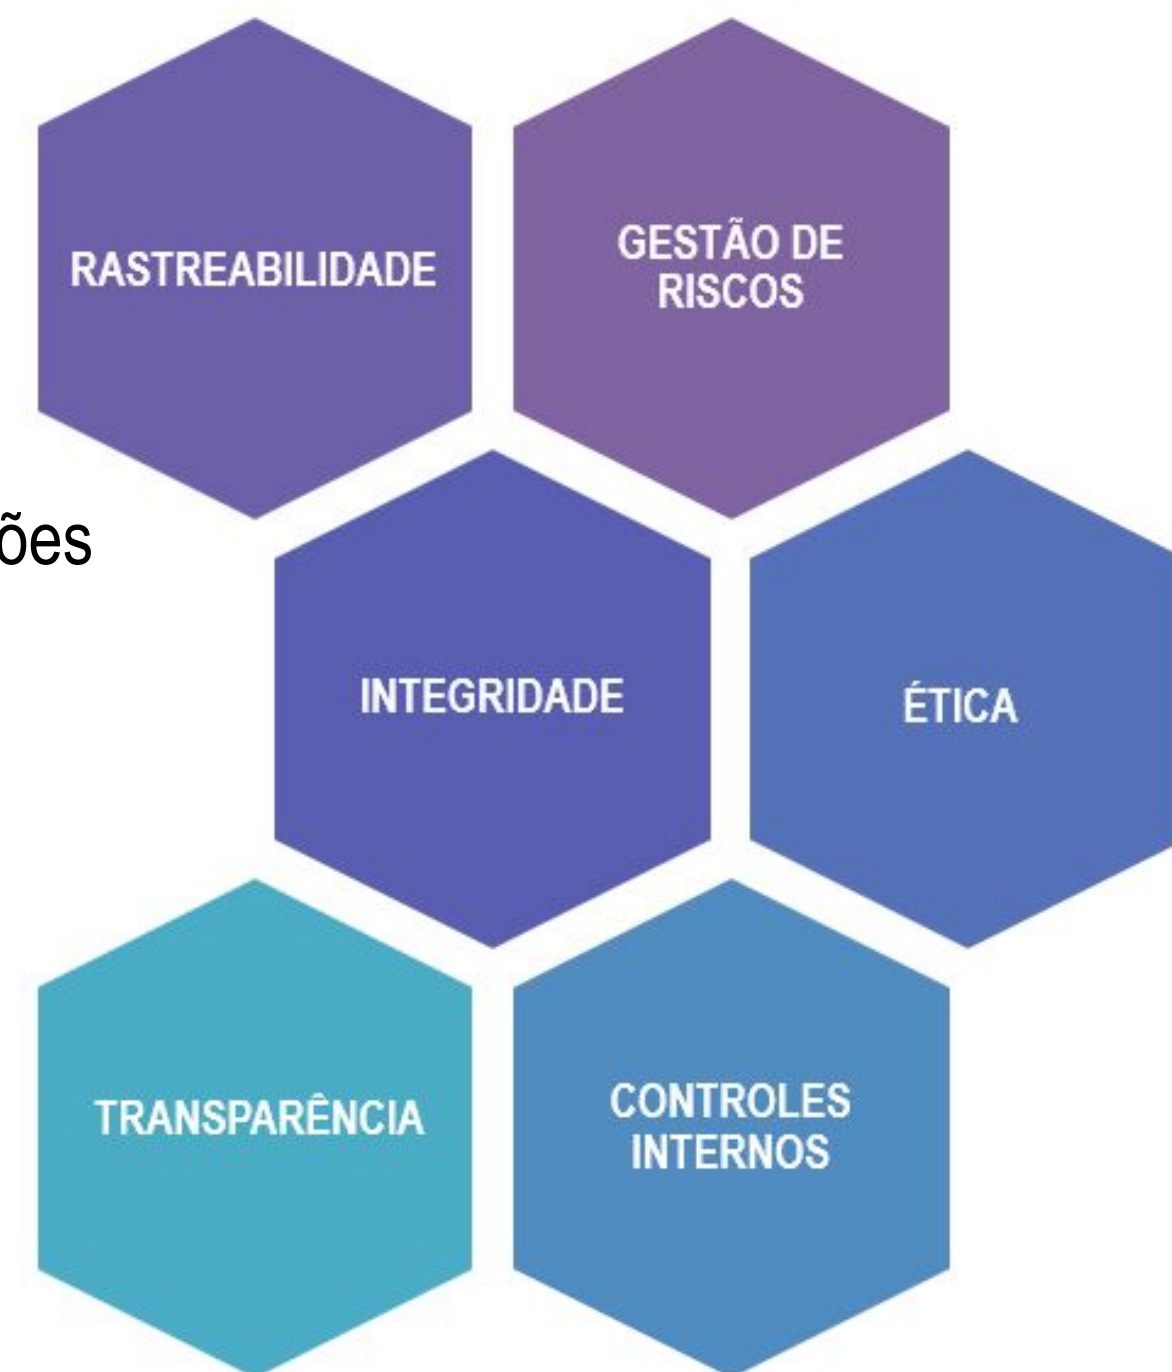 RASTREABILIDADE
GESTÃO DE
RISCOS
ões
INTEGRIDADE
ÉTICA
TRANSPARÊNCIA
CONTROLES
INTERNOS